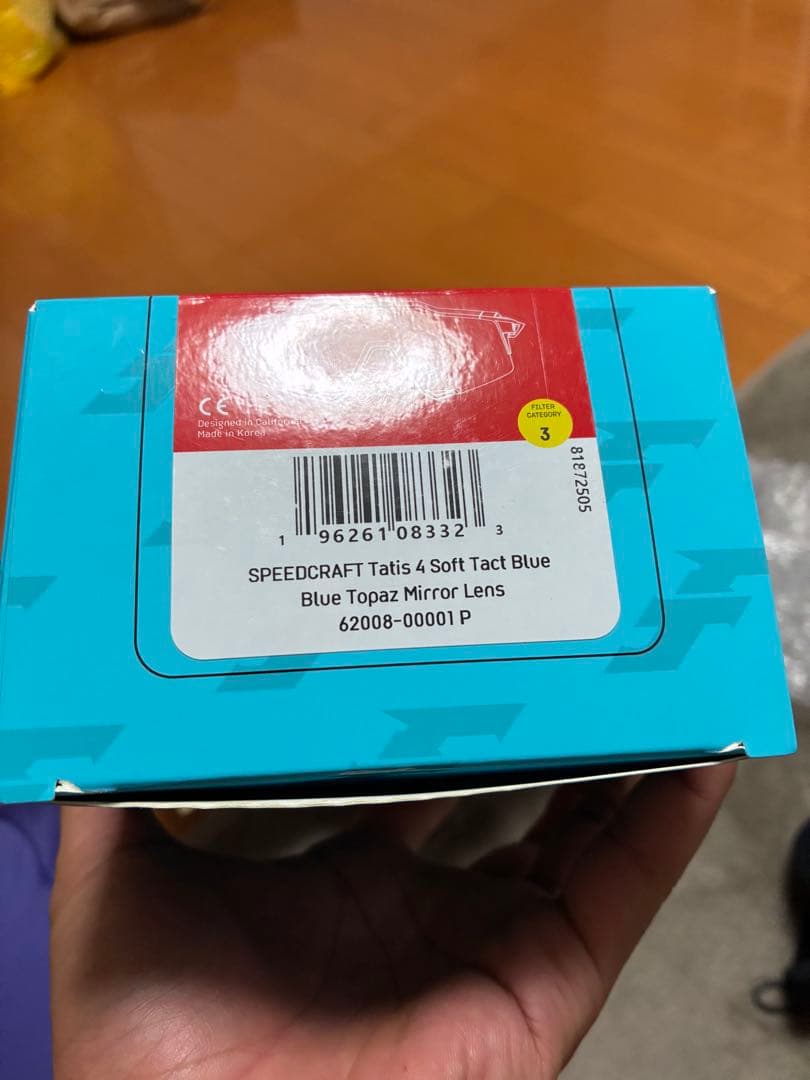 CE
Designed in California
Made in Korea
FILTER
CATEGORY
3
81872505
1 96261 08332 3
SPEEDCRAFT Tatis 4 Soft Tact Blue
Blue Topaz Mirror Lens
62008-00001 P